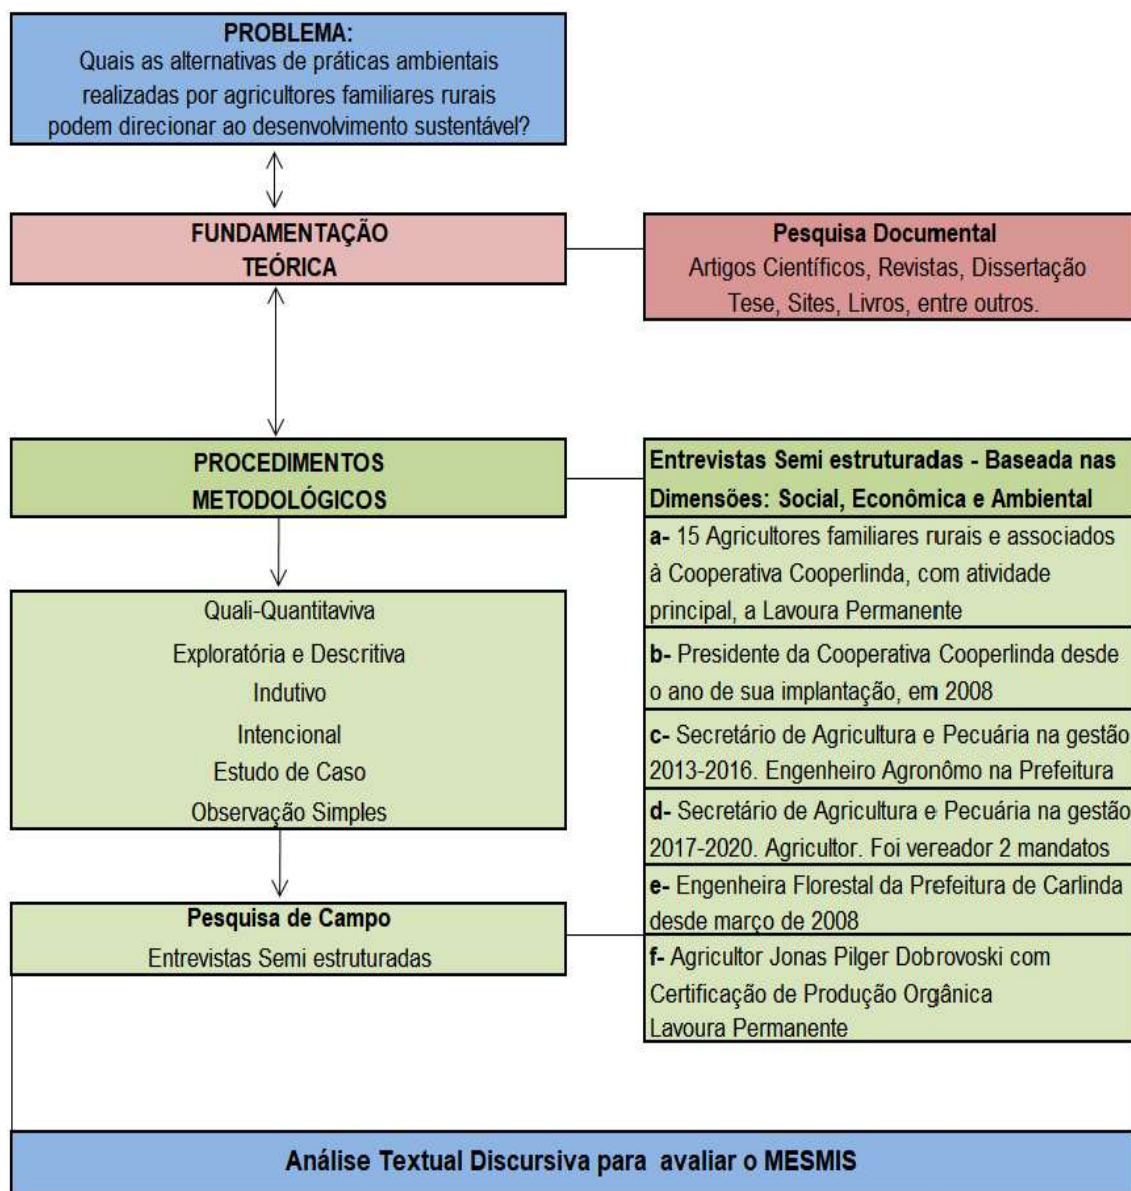 PROBLEMA:
Quais as alternativas de práticas ambientais
realizadas por agricultores familiares rurais
podem direcionar ao desenvolvimento sustentável?
FUNDAMENTAÇÃO
TEÓRICA
Pesquisa Documental
Artigos Científicos, Revistas, Dissertação
Tese, Sites, Livros, entre outros.
PROCEDIMENTOS
METODOLÓGICOS
Entrevistas Semi estruturadas - Baseada nas
Dimensões: Social, Econômica e Ambiental
a- 15 Agricultores familiares rurais e associados
à Cooperativa Cooperlinda, com atividade
principal, a Lavoura Permanente
b- Presidente da Cooperativa Cooperlinda desde
o ano de sua implantação, em 2008
c- Secretário de Agricultura e Pecuária na gestão
2013-2016. Engenheiro Agronômo na Prefeitura
d- Secretário de Agricultura e Pecuária na gestão
2017-2020. Agricultor. Foi vereador 2 mandatos
e- Engenheira Florestal da Prefeitura de Carlinda
desde março de 2008
f- Agricultor Jonas Pilger Dobrovoski com
Certificação de Produção Orgânica
Lavoura Permanente
Quali-Quantitaviva
Exploratória e Descritiva
Indutivo
Intencional
Estudo de Caso
Observação Simples
Pesquisa de Campo
Entrevistas Semi estruturadas
Análise Textual Discursiva para avaliar o MESMIS